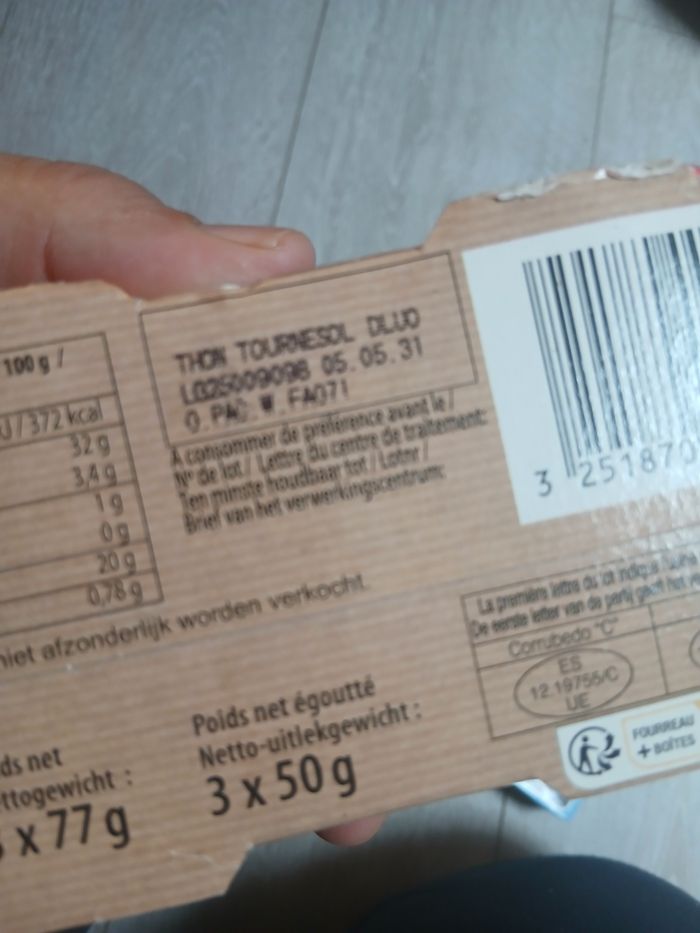 100 g /
/ 372 kcal
32 g
3,4 g
1 g
0 g
20 g
0,78 g
niet afzonderlijk worden verkocht.
THON TOURNESOL DLUO
05.05.31
O.PAC W.FA071
A consommer de préférence avant le /
N° de lot / Lettre du centre de traitement:
Ten minste houdbaar tot / Lotnr /
Brief van het verwerkingscentrum:
3 251870
La première lettre du lot indique l'usine
De eerste letter van de partij geeft het
Corrubedo "C"
ES
12.19755/C
UE
FOURREAU
+ BOÎTES
ds net
ttogewicht :
x 77 g
Poids net égoutté
Netto-uitlekgewicht :
3 x 50 g